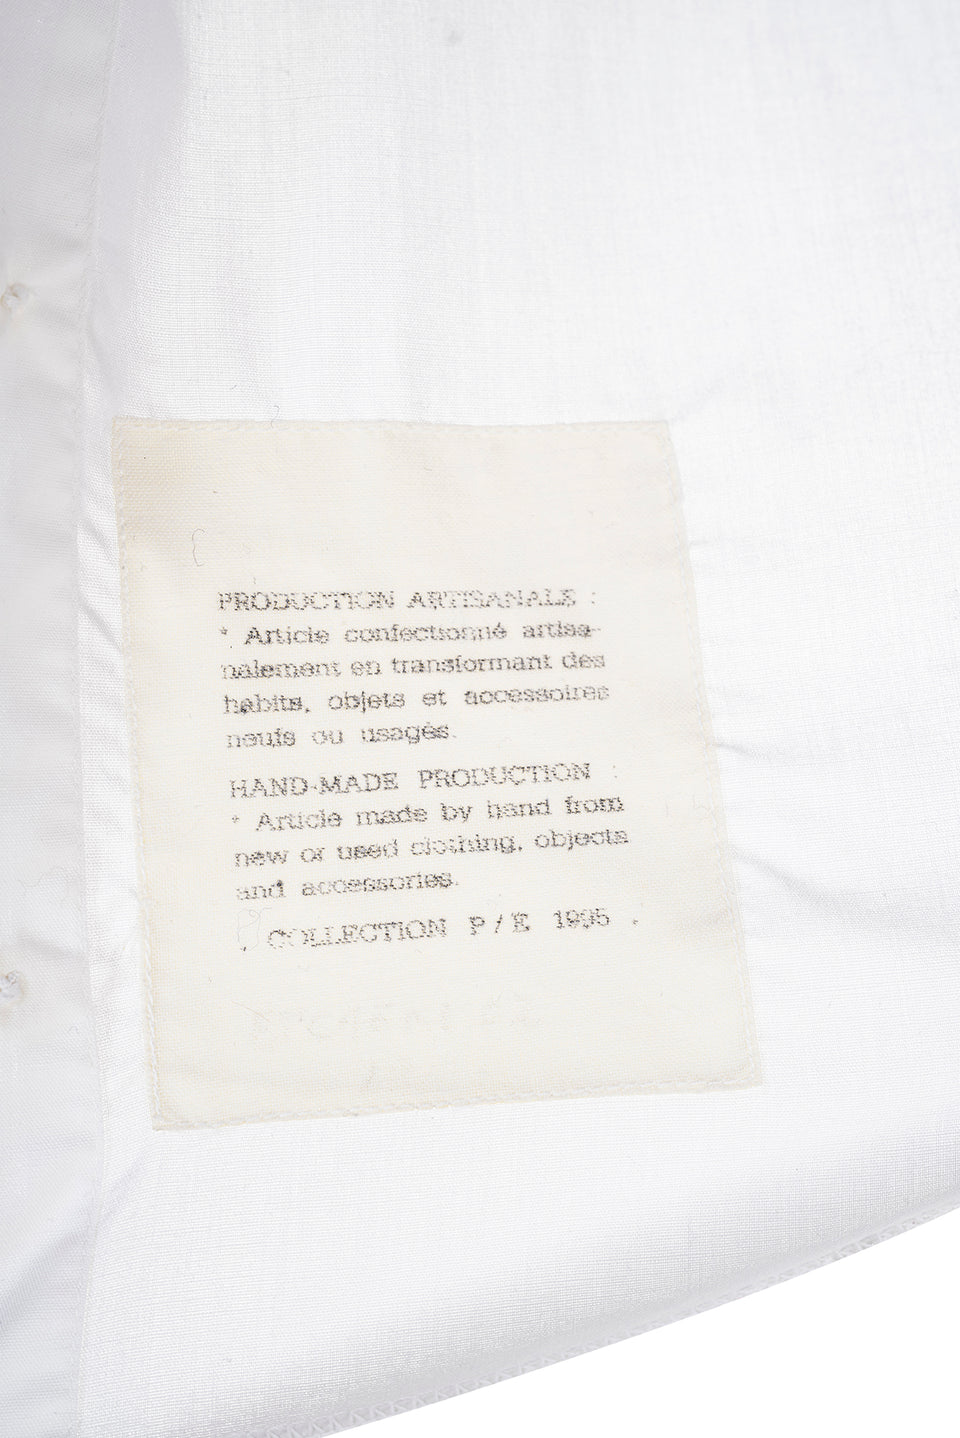 PRODUCTION ARTISANALE :
* Article confectionné artisa-
nalement en transformant des
habits, objets et accessoires
neufs ou usagés.
HAND-MADE PRODUCTION :
* Article made by hand from
new or used clothing, objects
and accessories.
. COLLECTION P / E 1995 .